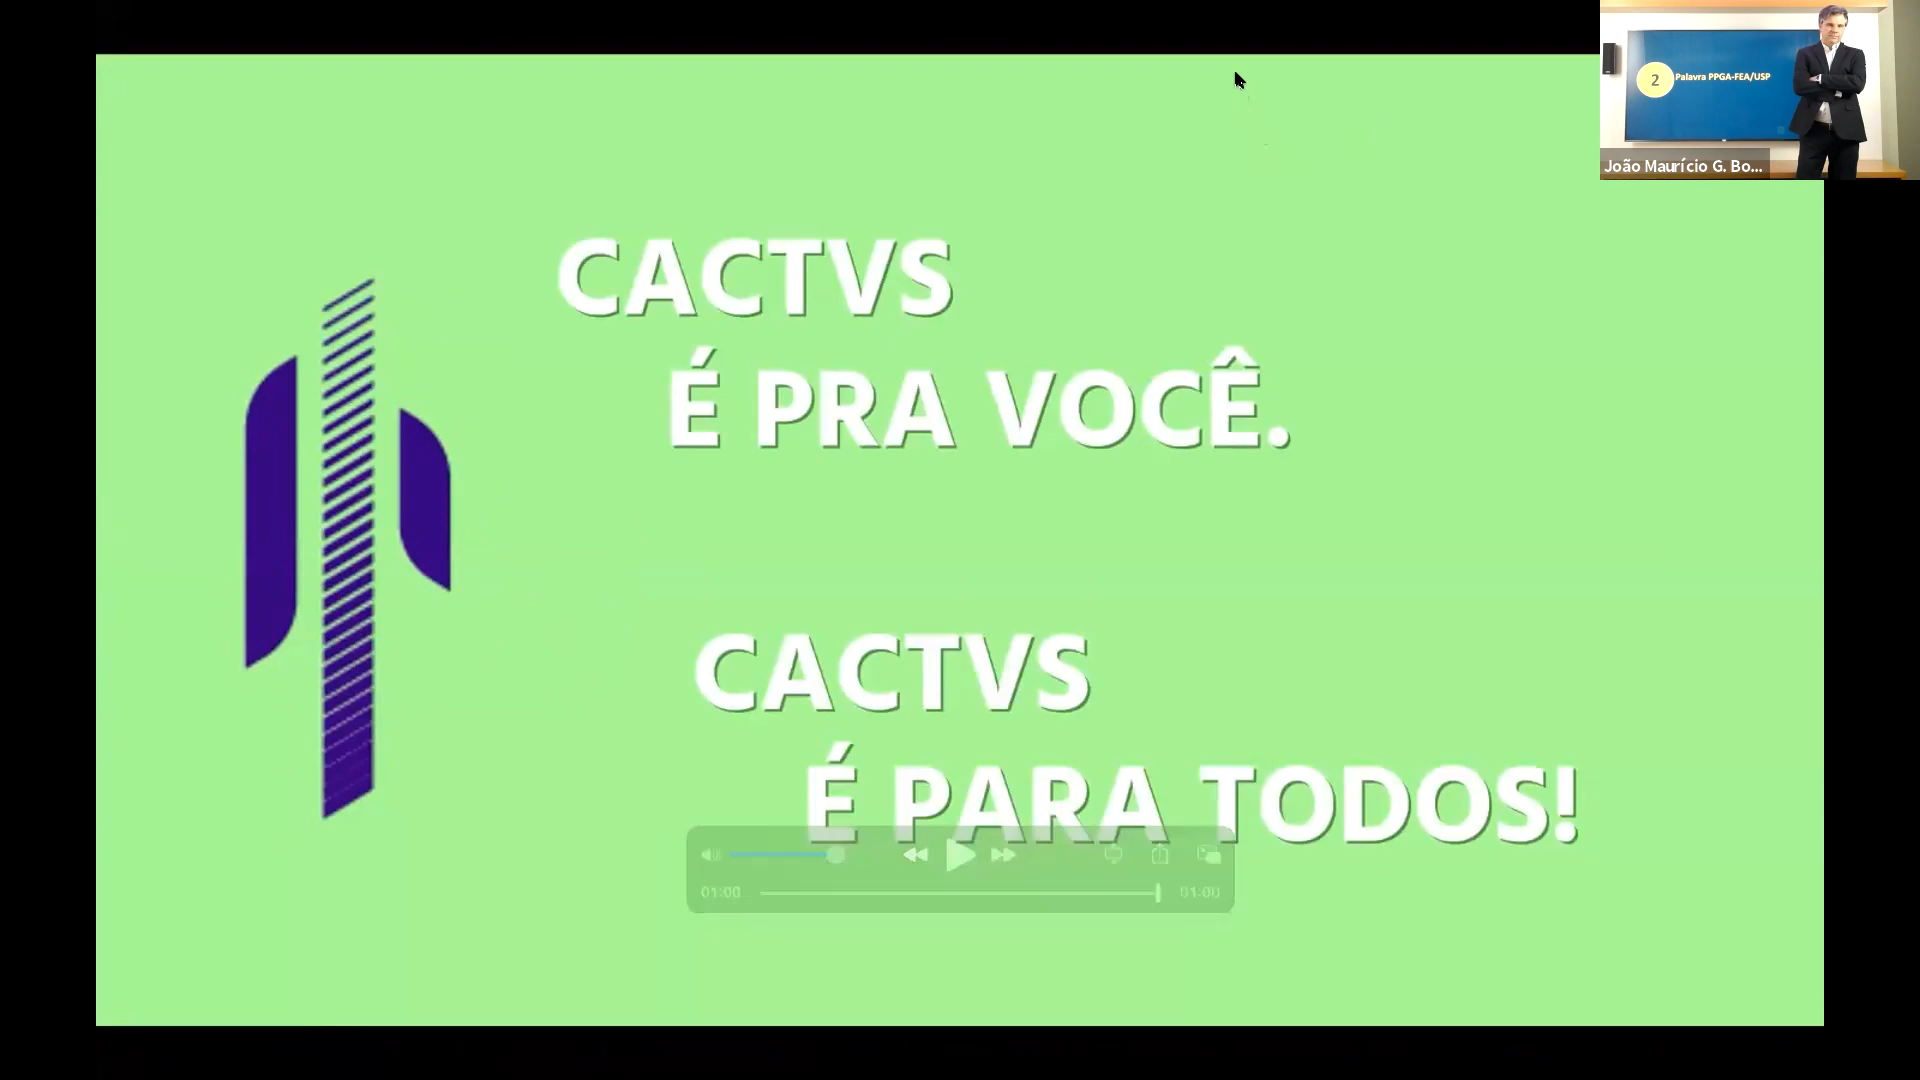 2
Palavra PPGA-FEA/USP
João Maurício G. Bo...
CACTVS
É PRA VOCÊ.
CACTVS
É PARA TODOS!
01:00
01:00